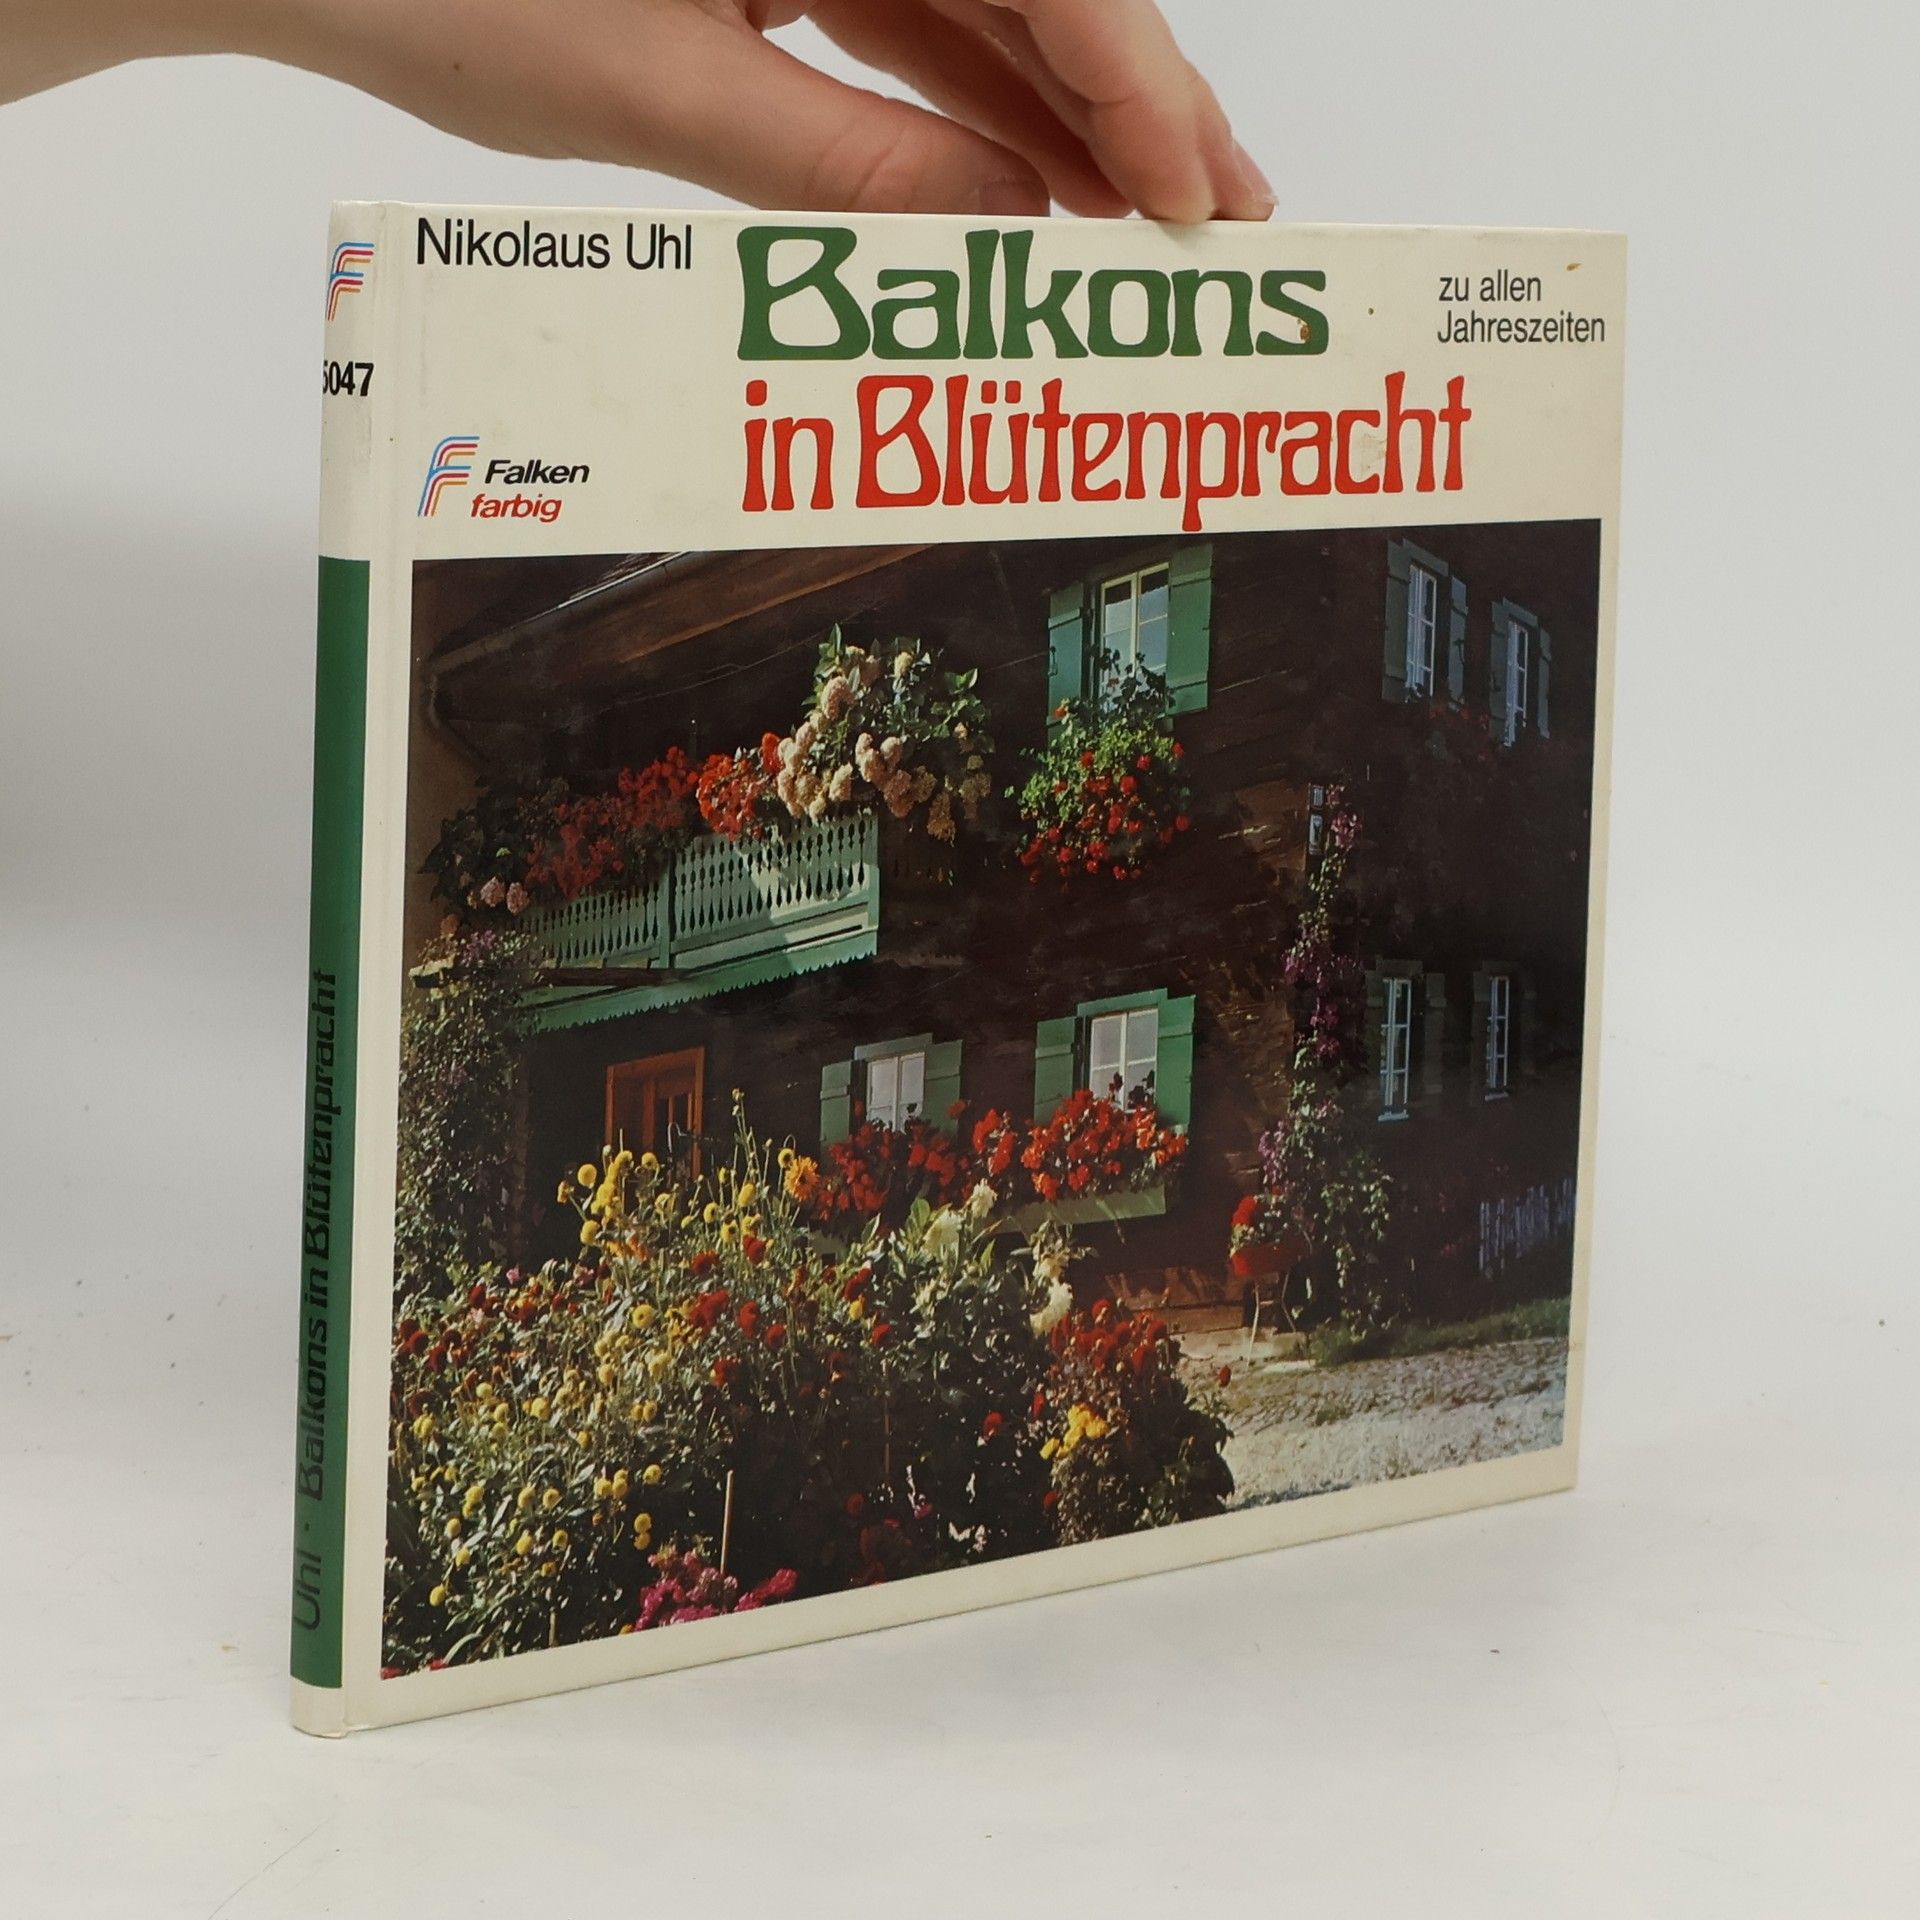 Nikolaus Uhl
Balkons
in Blütenpracht
zu allen
Jahreszeiten
Falken
farbig
5047
Uhl · Balkons in Blütenpracht